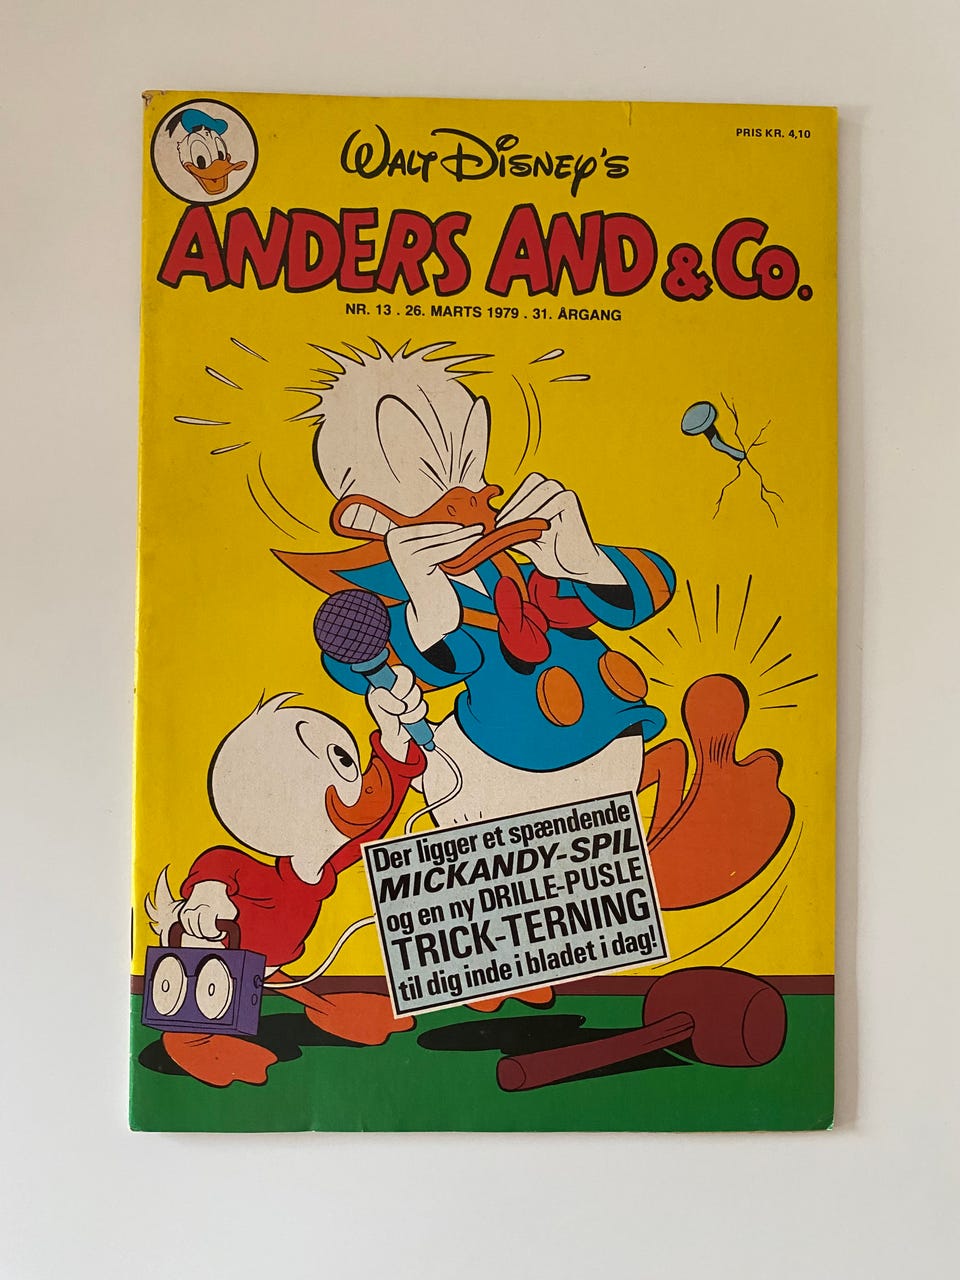 PRIS KR. 4,10
WALT DISNEY'S
ANDERS AND & CO.
NR. 13 . 26. MARTS 1979 . 31. ÅRGANG
Der ligger et spændende
MICKANDY-SPIL
og en ny DRILLE-PUSLE
TRICK-TERNING
til dig inde i bladet i dag!